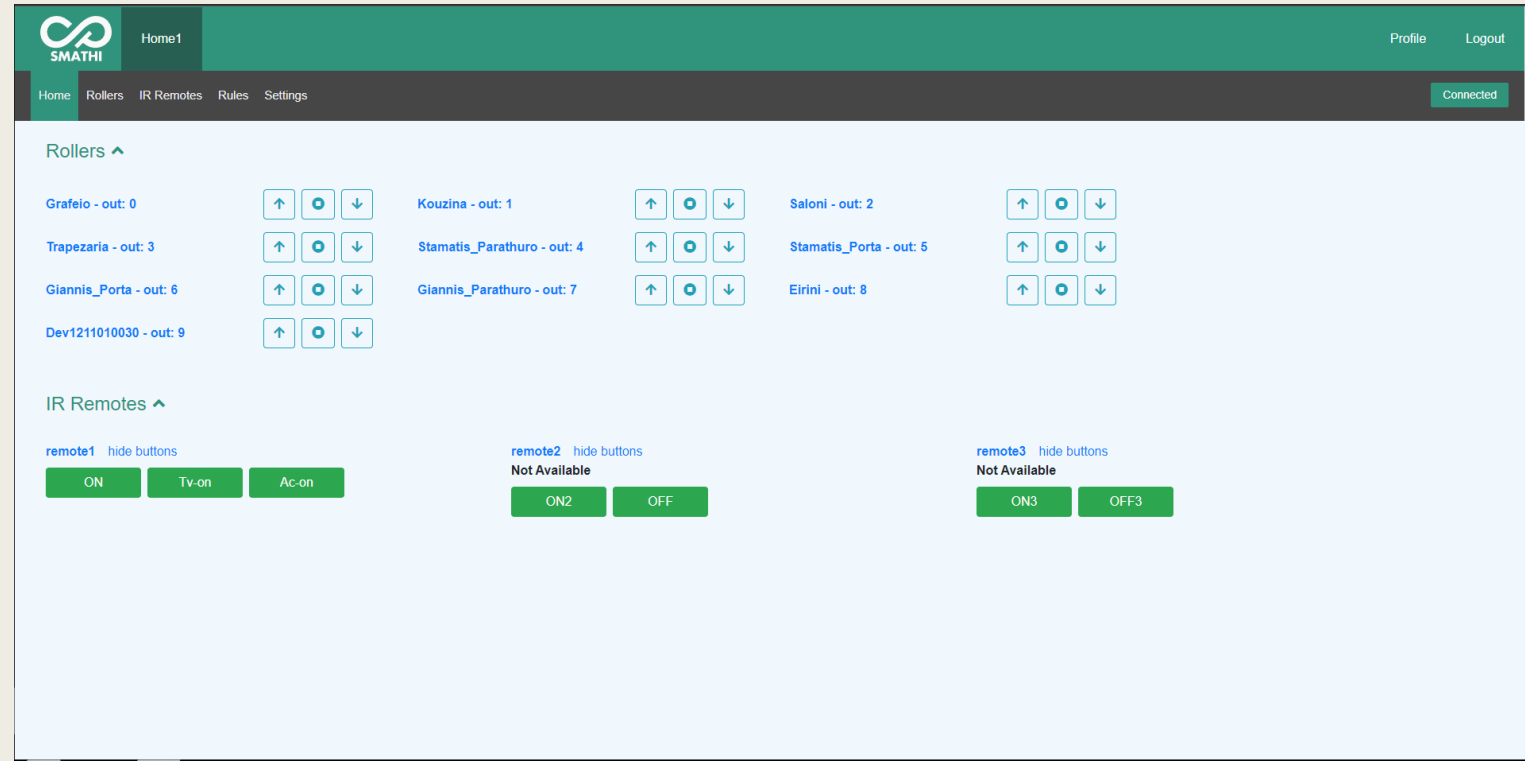 SMATHI
Home1
Profile
Logout
Home
Rollers
IR Remotes
Rules
Settings
Connected
Rollers
Grafeio - out: 0
Kouzina - out: 1
Saloni - out: 2
Trapezaria - out: 3
Stamatis_Parathuro - out: 4
Stamatis_Porta - out: 5
Giannis_Porta - out: 6
Giannis_Parathuro - out: 7
Eirini - out: 8
Dev1211010030 - out: 9
IR Remotes
remote1 hide buttons
ON
Tv-on
Ac-on
remote2 hide buttons
Not Available
ON2
OFF
remote3 hide buttons
Not Available
ON3
OFF3